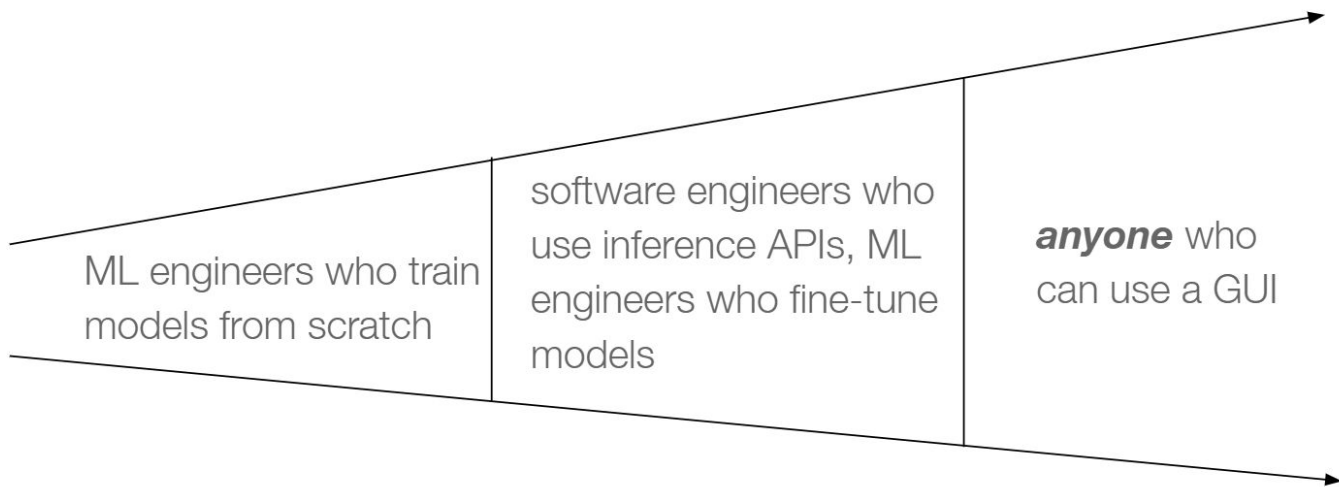 ML engineers who train
models from scratch
software engineers who
use inference APIs, ML
engineers who fine-tune
models
anyone who
can use a GUI